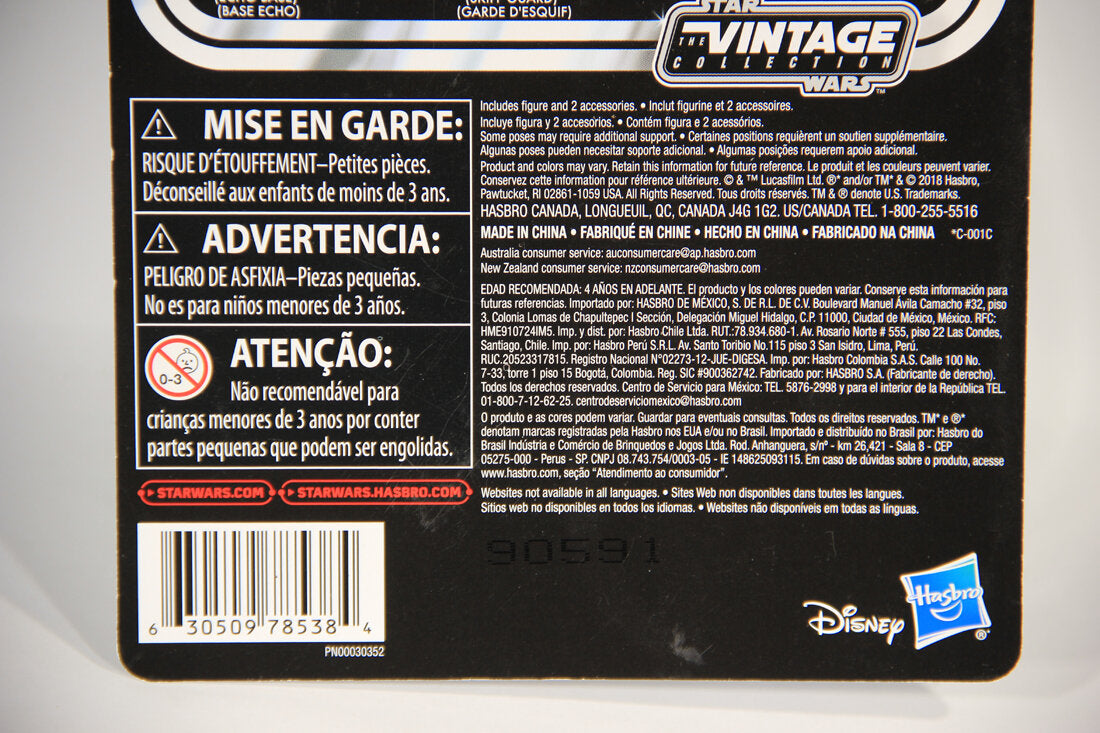 (BASE ECHO)
(GARDE D'ESQUIF)
STAR
THE VINTAGE
COLLECTION
WARS™
MISE EN GARDE:
RISQUE D'ÉTOUFFEMENT–Petites pièces.
Déconseillé aux enfants de moins de 3 ans.
ADVERTENCIA:
PELIGRO DE ASFIXIA–Piezas pequeñas.
No es para niños menores de 3 años.
0-3
ATENÇÃO:
Não recomendável para
crianças menores de 3 anos por conter
partes pequenas que podem ser engolidas.
STARWARS.COM
STARWARS.HASBRO.COM
6 30509 78538 4
PN00030352
Includes figure and 2 accessories. • Inclut figurine et 2 accessoires.
Incluye figura y 2 accesorios. • Contém figura e 2 acessórios.
Some poses may require additional support. • Certaines positions requièrent un soutien supplémentaire.
Algunas poses pueden necesitar soporte adicional. • Algumas posições requerem apoio adicional.
Product and colors may vary. Retain this information for future reference. Le produit et les couleurs peuvent varier.
Conservez cette information pour référence ultérieure. © & ™ Lucasfilm Ltd. ®* and/or TM* & © 2018 Hasbro,
Pawtucket, RI 02861-1059 USA. All Rights Reserved. Tous droits réservés. TM & ® denote U.S. Trademarks.
HASBRO CANADA, LONGUEUIL, QC, CANADA J4G 1G2. US/CANADA TEL. 1-800-255-5516
MADE IN CHINA • FABRIQUÉ EN CHINE • HECHO EN CHINA • FABRICADO NA CHINA *C-001C
Australia consumer service: auconsumercare@ap.hasbro.com
New Zealand consumer service: nzconsumercare@hasbro.com
EDAD RECOMENDADA: 4 AÑOS EN ADELANTE. El producto y los colores pueden variar. Conserve esta información para
futuras referencias. Importado por: HASBRO DE MÉXICO, S. DE R.L. DE C.V. Boulevard Manuel Ávila Camacho #32, piso
3, Colonia Lomas de Chapultepec I Sección, Delegación Miguel Hidalgo, C.P. 11000, Ciudad de México, México. RFC:
HME910724IM5. Imp. y dist. por: Hasbro Chile Ltda. RUT.:78.934.680-1. Av. Rosario Norte # 555, piso 22 Las Condes,
Santiago, Chile. Imp. por: Hasbro Perú S.R.L. Av. Santo Toribio No.115 piso 3 San Isidro, Lima, Perú.
RUC.20523317815. Registro Nacional N°02273-12-JUE-DIGESA. Imp. por: Hasbro Colombia S.A.S. Calle 100 No.
7-33, torre 1 piso 15 Bogotá, Colombia. Reg. SIC #900362742. Fabricado por: HASBRO S.A. (Fabricante de derecho).
Todos los derechos reservados. Centro de Servicio para México: TEL. 5876-2998 y para el interior de la República TEL.
01-800-7-12-62-25. centrodeserviciomexico@hasbro.com
O produto e as cores podem variar. Guardar para eventuais consultas. Todos os direitos reservados. TM* e ®*
denotam marcas registradas pela Hasbro nos EUA e/ou no Brasil. Importado e distribuído no Brasil por: Hasbro do
Brasil Indústria e Comércio de Brinquedos e Jogos Ltda. Rod. Anhanguera, s/nº - km 26,421 - Sala 8 - CEP
05275-000 - Perus - SP. CNPJ 08.743.754/0003-05 - IE 148625093115. Em caso de dúvidas sobre o produto, acesse
www.hasbro.com, seção "Atendimento ao consumidor".
Websites not available in all languages. • Sites Web non disponibles dans toutes les langues.
Sitios web no disponibles en todos los idiomas. • Websites não disponíveis em todas as línguas.
90591
Disney
Hasbro
®